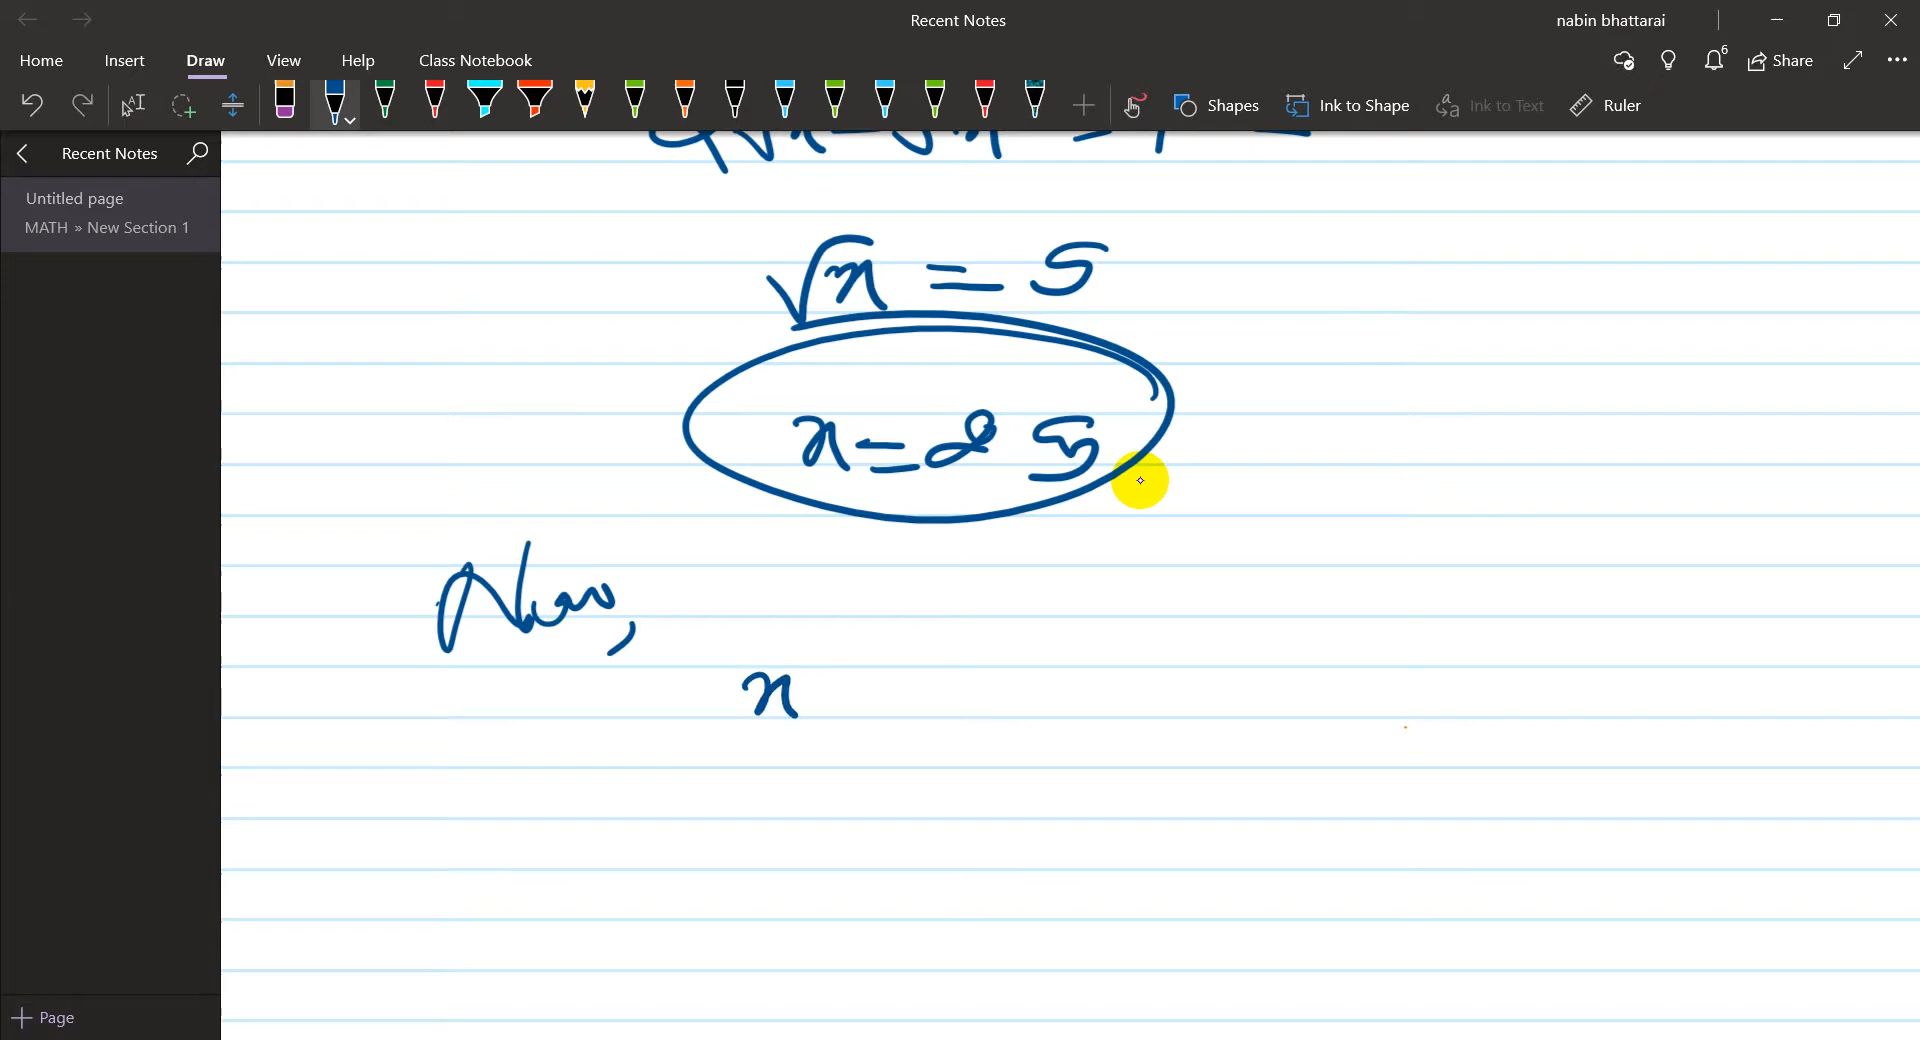 Recent Notes
nabin bhattarai
Home Insert Draw View Help Class Notebook
6
Share
Shapes
Ink to Shape
Ink to Text
Ruler
Recent Notes
Untitled page
MATH » New Section 1
√x = 5
x = 25
Now,
x
Page